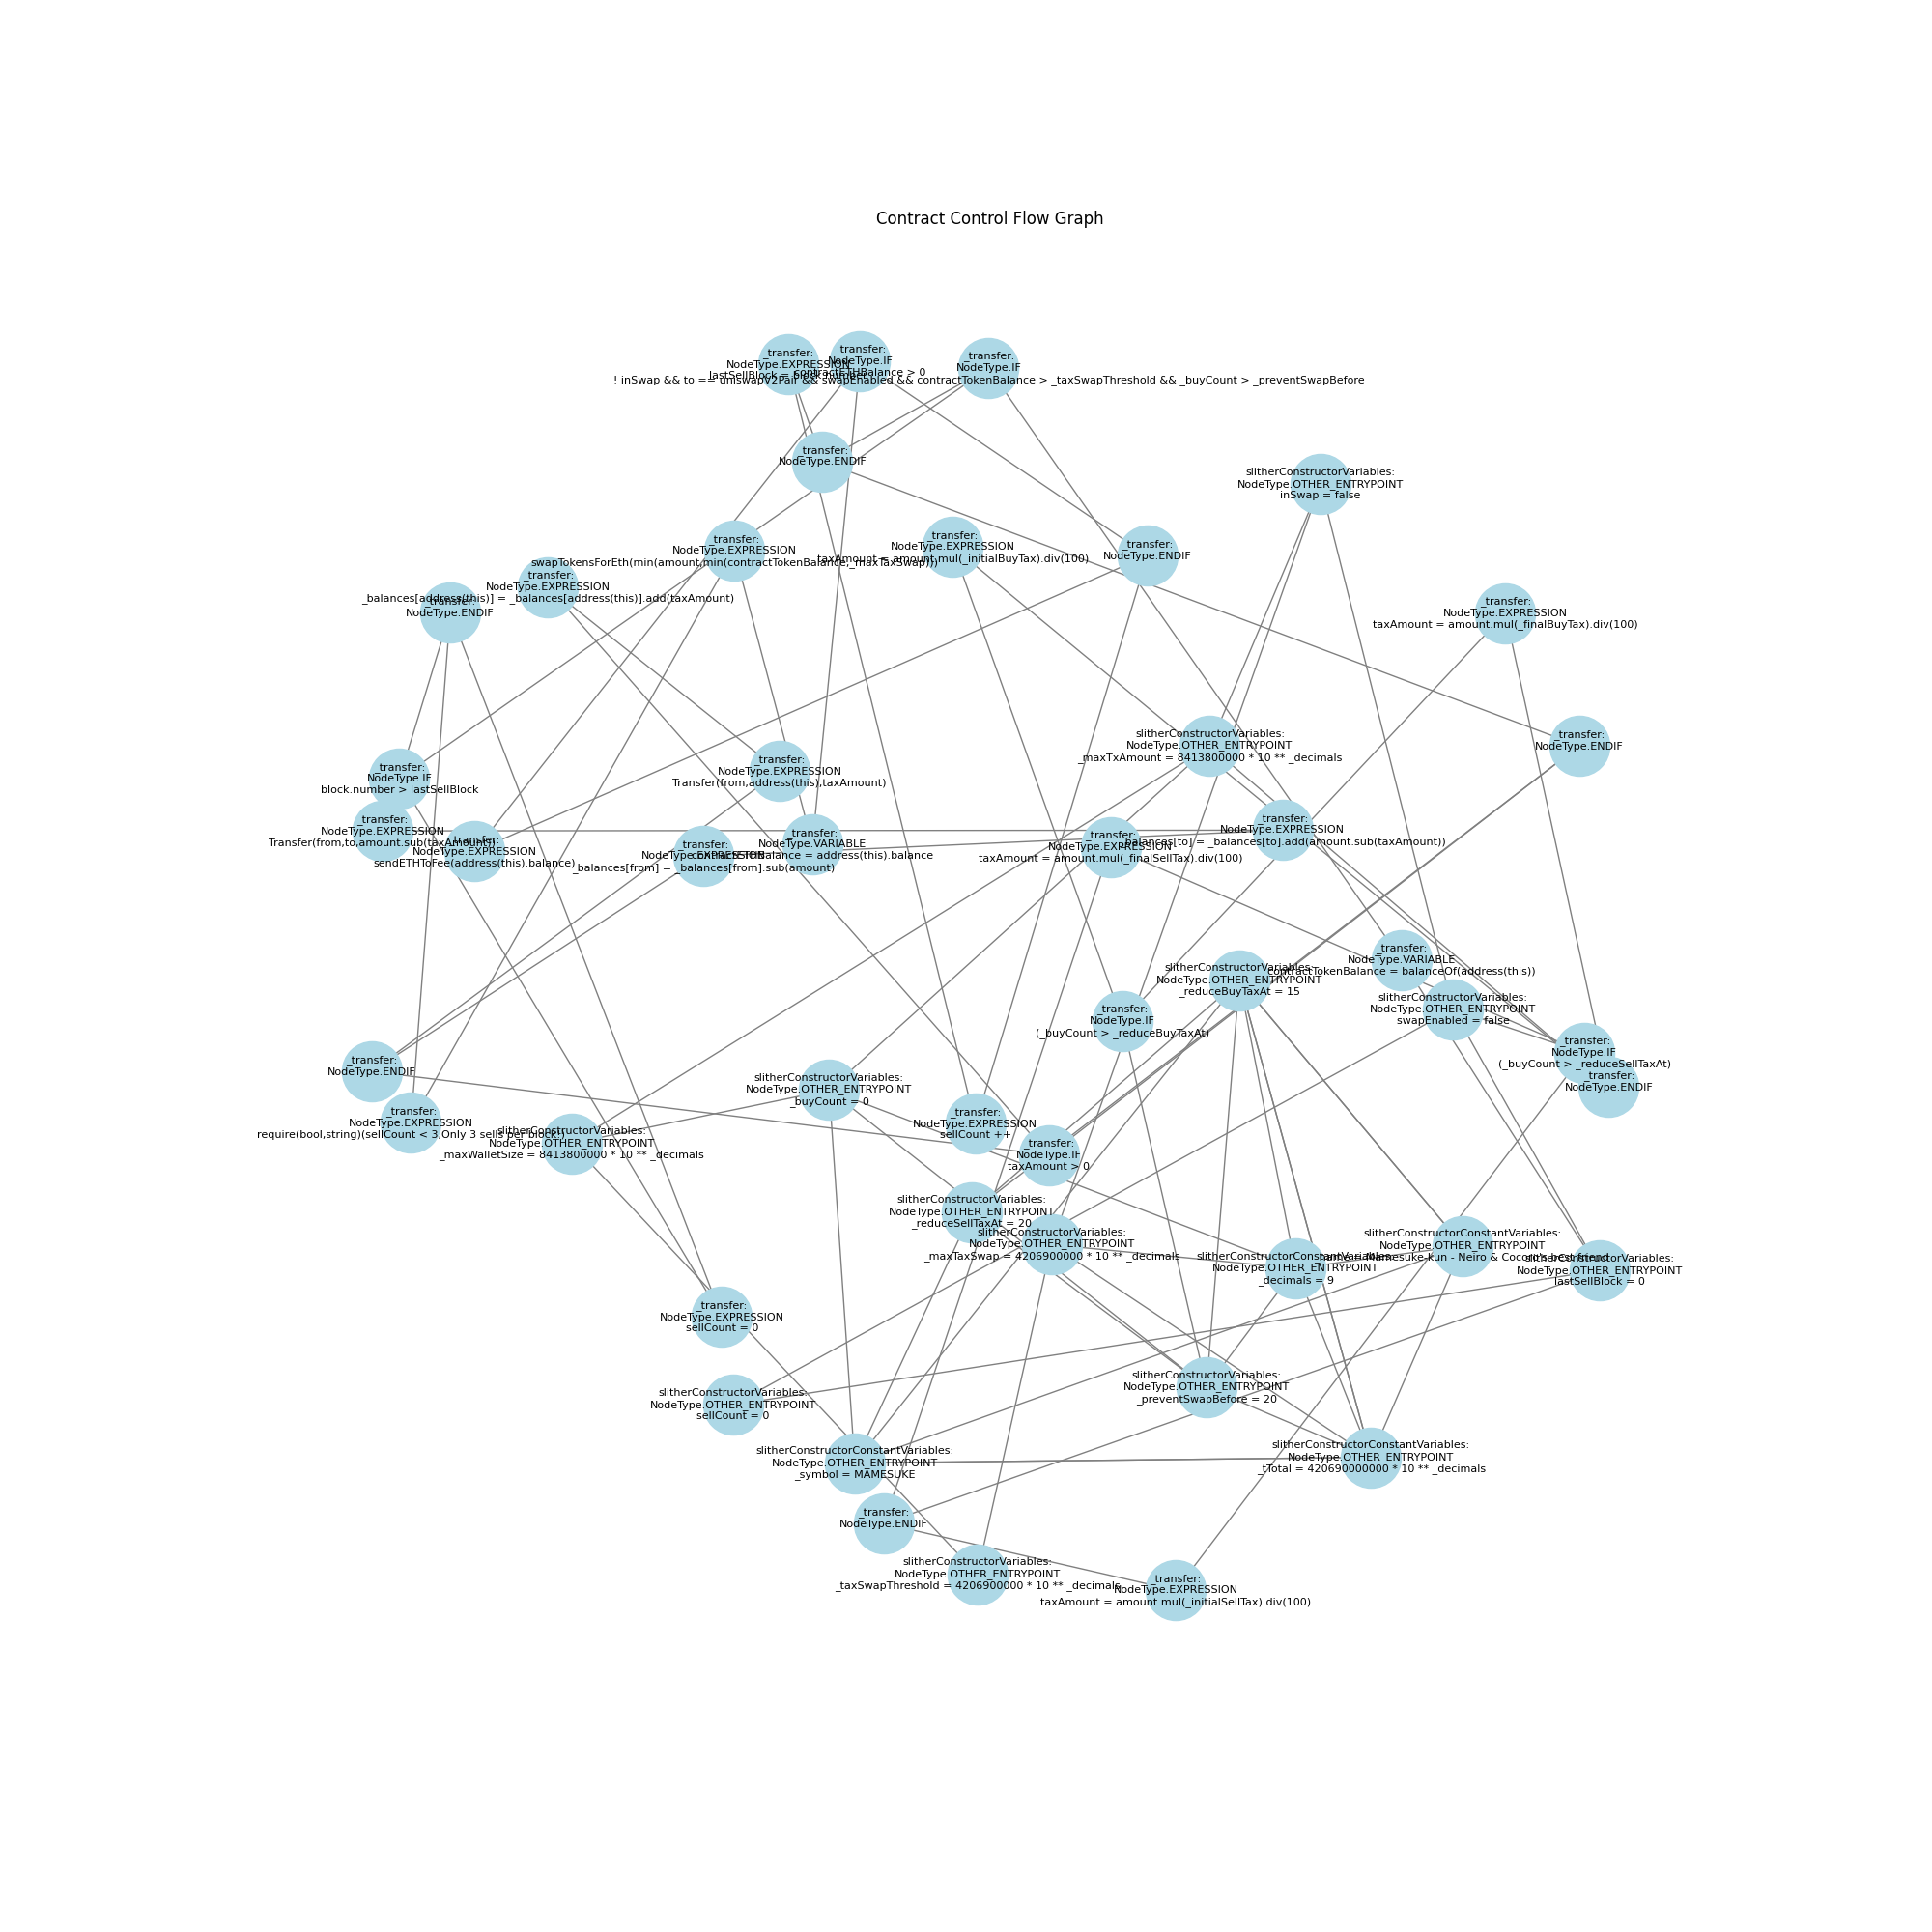 Contract Control Flow Graph
_transfer:
NodeType.EXPRESSION
lastSellBlock = block.number
_transfer:
NodeType.IF
contractETHBalance > 0
_transfer:
NodeType.IF
! inSwap && to == uniswapV2Pair && swapEnabled && contractTokenBalance > _taxSwapThreshold && _buyCount > _preventSwapBefore
_transfer:
NodeType.ENDIF
slitherConstructorVariables:
NodeType.OTHER_ENTRYPOINT
inSwap = false
_transfer:
NodeType.EXPRESSION
swapTokensForEth(min(amount,min(contractTokenBalance,_maxTaxSwap)))
_transfer:
NodeType.EXPRESSION
taxAmount = amount.mul(_initialBuyTax).div(100)
_transfer:
NodeType.ENDIF
_transfer:
NodeType.EXPRESSION
_balances[address(this)] = _balances[address(this)].add(taxAmount)
_transfer:
NodeType.ENDIF
_transfer:
NodeType.EXPRESSION
taxAmount = amount.mul(_finalBuyTax).div(100)
slitherConstructorVariables:
NodeType.OTHER_ENTRYPOINT
_maxTxAmount = 8413800000 * 10 ** _decimals
_transfer:
NodeType.ENDIF
_transfer:
NodeType.IF
block.number > lastSellBlock
_transfer:
NodeType.EXPRESSION
Transfer(from,address(this),taxAmount)
_transfer:
NodeType.EXPRESSION
Transfer(from,to,amount.sub(taxAmount))
_transfer:
NodeType.EXPRESSION
sendETHToFee(address(this).balance)
_transfer:
NodeType.EXPRESSION
_balances[from] = _balances[from].sub(amount)
_transfer:
NodeType.VARIABLE
contractETHBalance = address(this).balance
_transfer:
NodeType.EXPRESSION
taxAmount = amount.mul(_finalSellTax).div(100)
_transfer:
NodeType.EXPRESSION
_balances[to] = _balances[to].add(amount.sub(taxAmount))
_transfer:
NodeType.VARIABLE
contractTokenBalance = balanceOf(address(this))
slitherConstructorVariables:
NodeType.OTHER_ENTRYPOINT
_reduceBuyTaxAt = 15
slitherConstructorVariables:
NodeType.OTHER_ENTRYPOINT
swapEnabled = false
_transfer:
NodeType.IF
(_buyCount > _reduceBuyTaxAt)
_transfer:
NodeType.IF
(_buyCount > _reduceSellTaxAt)
_transfer:
NodeType.ENDIF
_transfer:
NodeType.ENDIF
slitherConstructorVariables:
NodeType.OTHER_ENTRYPOINT
_buyCount = 0
_transfer:
NodeType.EXPRESSION
require(bool,string)(sellCount < 3,Only 3 sells per block!)
slitherConstructorVariables:
NodeType.OTHER_ENTRYPOINT
_maxWalletSize = 8413800000 * 10 ** _decimals
_transfer:
NodeType.EXPRESSION
sellCount ++
_transfer:
NodeType.IF
taxAmount > 0
slitherConstructorVariables:
NodeType.OTHER_ENTRYPOINT
_reduceSellTaxAt = 20
slitherConstructorVariables:
NodeType.OTHER_ENTRYPOINT
_maxTaxSwap = 4206900000 * 10 ** _decimals
slitherConstructorConstantVariables:
NodeType.OTHER_ENTRYPOINT
_decimals = 9
slitherConstructorConstantVariables:
NodeType.OTHER_ENTRYPOINT
_name = Mamesuke-kun - Neiro & Cocoro's best friend
slitherConstructorVariables:
NodeType.OTHER_ENTRYPOINT
lastSellBlock = 0
_transfer:
NodeType.EXPRESSION
sellCount = 0
slitherConstructorVariables:
NodeType.OTHER_ENTRYPOINT
sellCount = 0
slitherConstructorVariables:
NodeType.OTHER_ENTRYPOINT
_preventSwapBefore = 20
slitherConstructorConstantVariables:
NodeType.OTHER_ENTRYPOINT
_symbol = MAMESUKE
slitherConstructorConstantVariables:
NodeType.OTHER_ENTRYPOINT
_tTotal = 420690000000 * 10 ** _decimals
_transfer:
NodeType.ENDIF
slitherConstructorVariables:
NodeType.OTHER_ENTRYPOINT
_taxSwapThreshold = 4206900000 * 10 ** _decimals
_transfer:
NodeType.EXPRESSION
taxAmount = amount.mul(_initialSellTax).div(100)